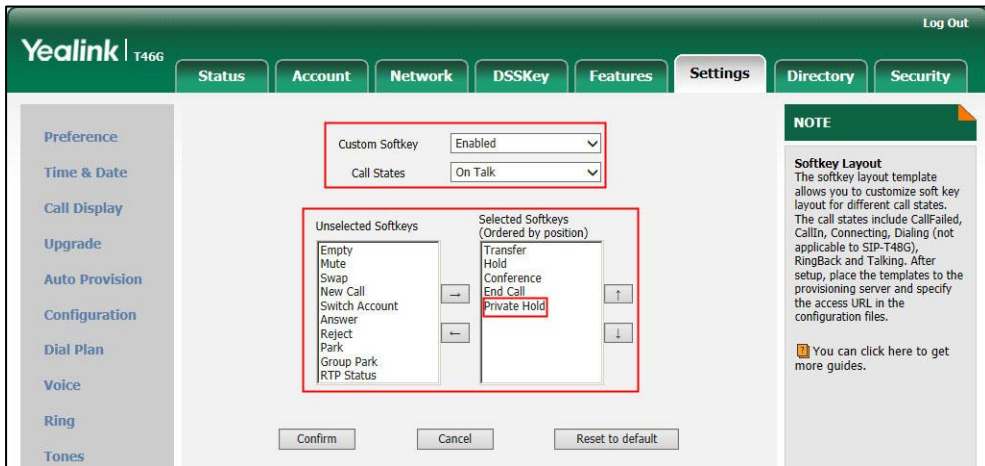 Log Out
Yealink T46G
Status Account Network DSSKey Features Settings Directory Security
Preference
Time & Date
Call Display
Upgrade
Auto Provision
Configuration
Dial Plan
Voice
Ring
Tones
Custom Softkey Enabled
Call States On Talk
Unselected Softkeys
Empty
Mute
Swap
New Call
Switch Account
Answer
Reject
Park
Group Park
RTP Status
→
←
Selected Softkeys
(Ordered by position)
Transfer
Hold
Conference
End Call
Private Hold
↑
↓
Confirm Cancel Reset to default
NOTE
Softkey Layout
The softkey layout template
allows you to customize soft key
layout for different call states.
The call states include CallFailed,
CallIn, Connecting, Dialing (not
applicable to SIP-T48G),
RingBack and Talking. After
setup, place the templates to the
provisioning server and specify
the access URL in the
configuration files.
? You can click here to get
more guides.